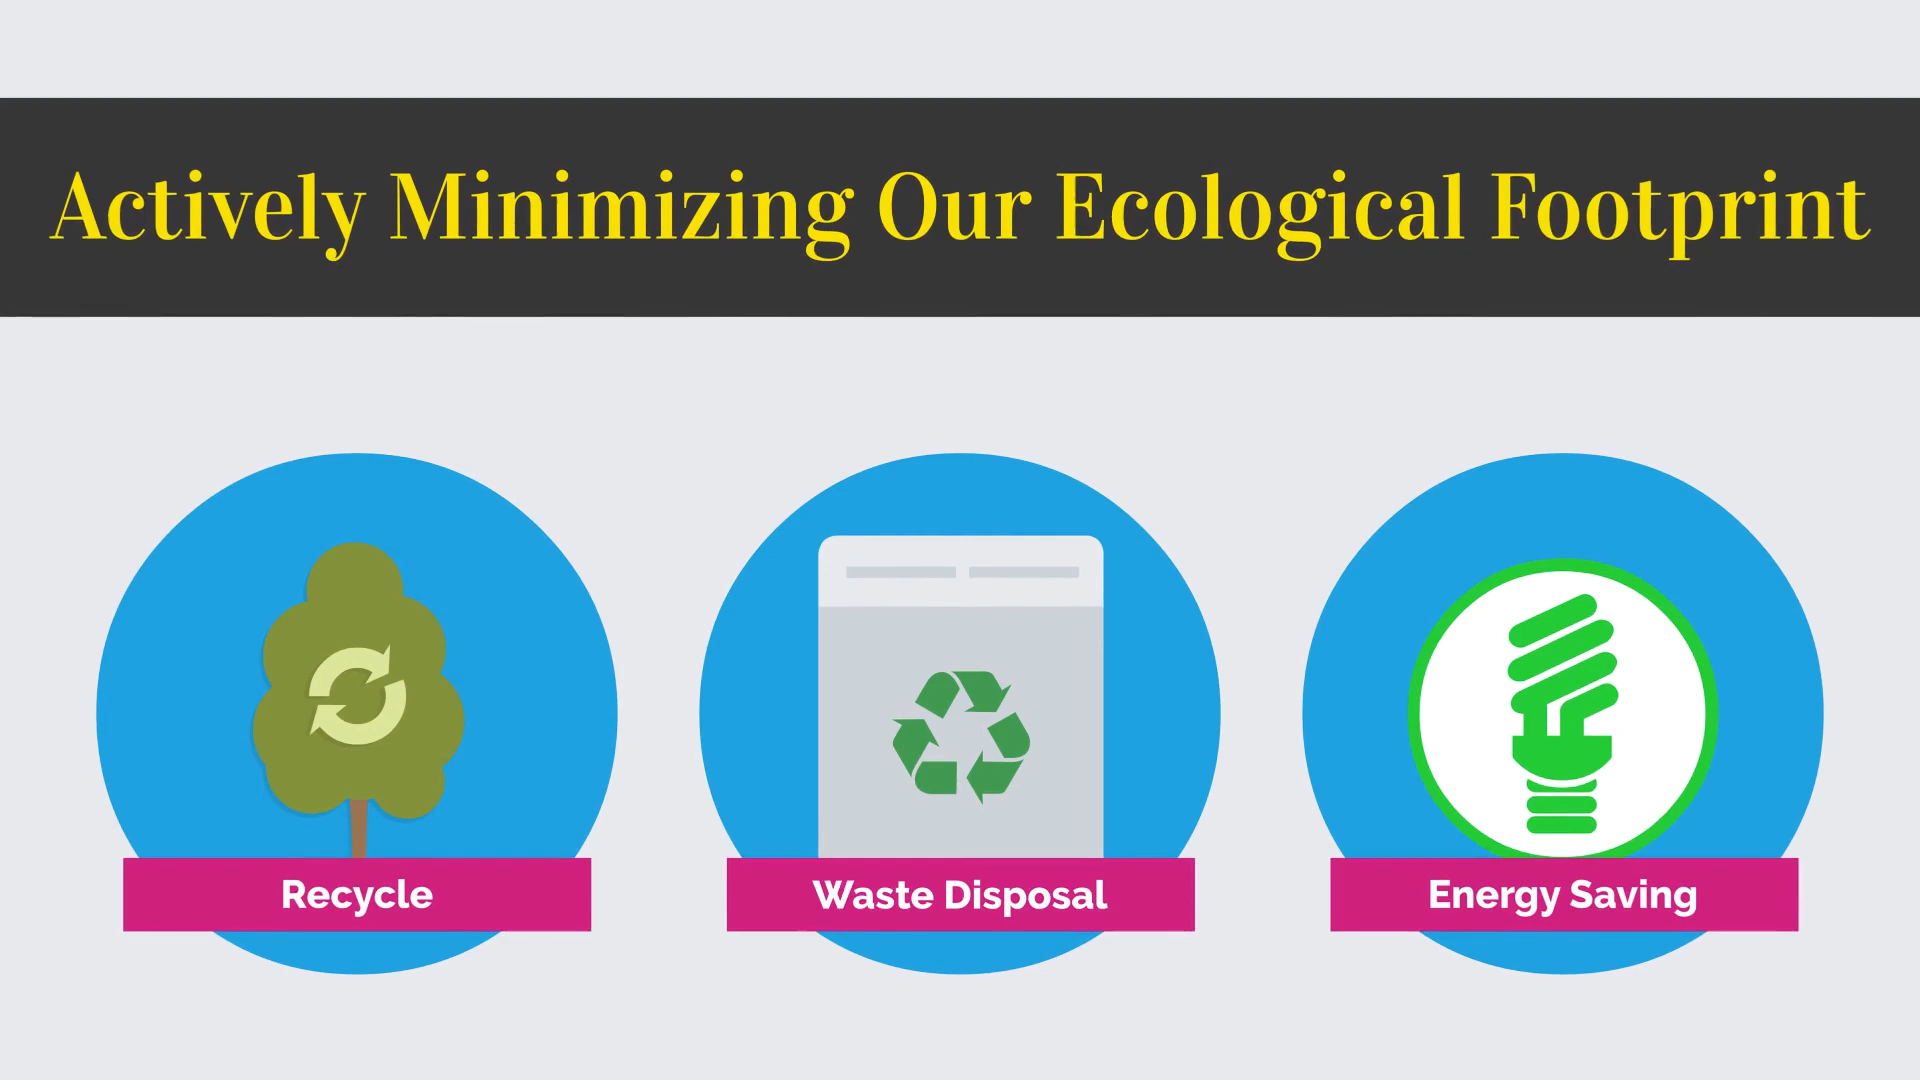 Actively Minimizing Our Ecological Footprint
Recycle
Waste Disposal
Energy Saving